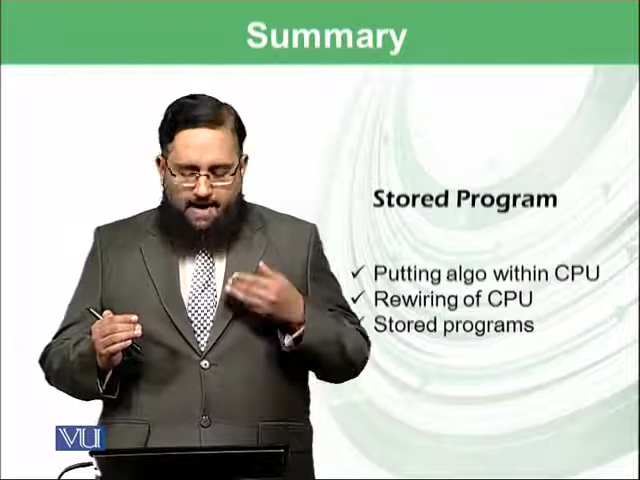 Summary
Stored Program
✓ Putting algo within CPU
✓ Rewiring of CPU
✓ Stored programs
VU